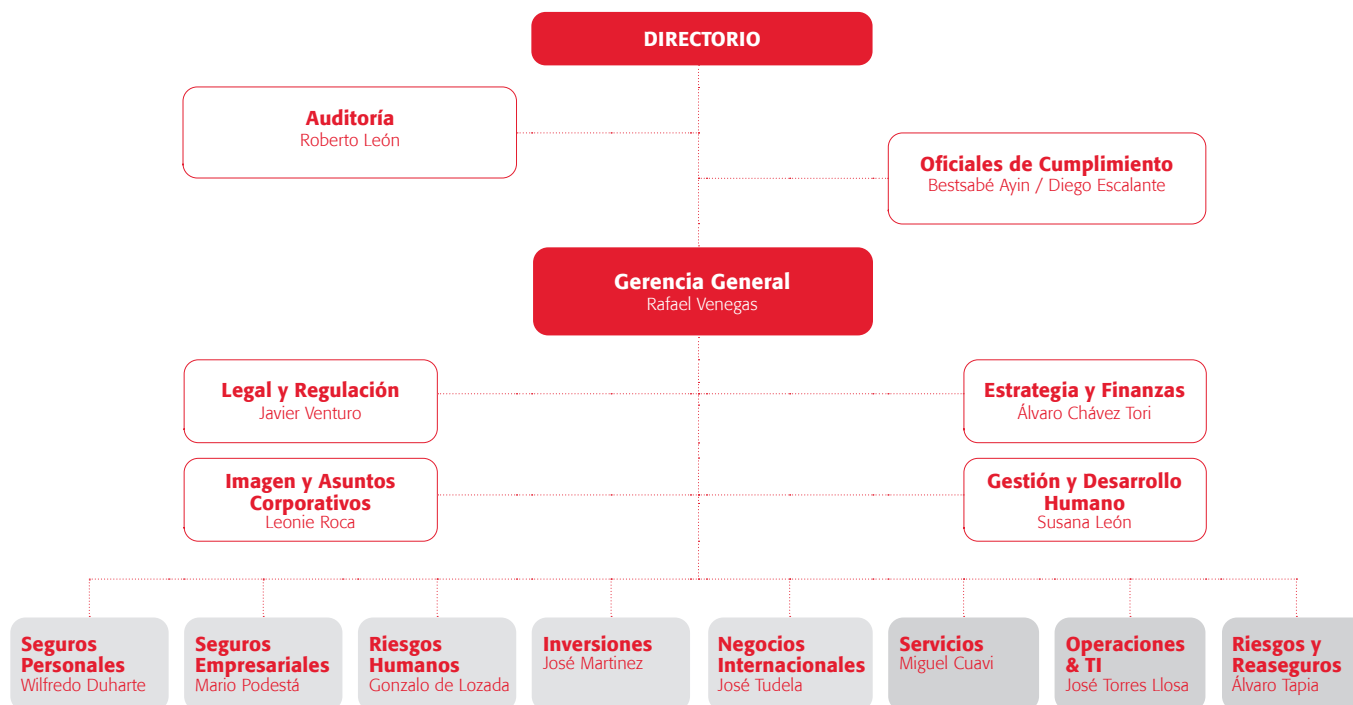 DIRECTORIO
Auditoría
Roberto León
Oficiales de Cumplimiento
Bestsabé Ayin / Diego Escalante
Gerencia General
Rafael Venegas
Legal y Regulación
Javier Venturo
Estrategia y Finanzas
Álvaro Chávez Tori
Imagen y Asuntos
Corporativos
Leonie Roca
Gestión y Desarrollo
Humano
Susana León
Seguros
Personales
Wilfredo Duharte
Seguros
Empresariales
Mario Podestá
Riesgos
Humanos
Gonzalo de Lozada
Inversiones
José Martinez
Negocios
Internacionales
José Tudela
Servicios
Miguel Cuavi
Operaciones
& TI
José Torres Llosa
Riesgos y
Reaseguros
Álvaro Tapia